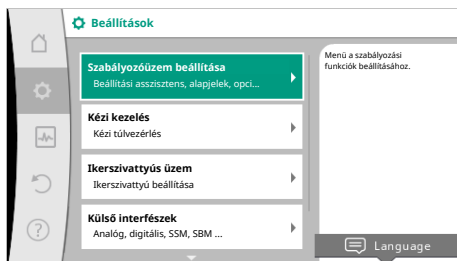 Beállítások
Szabályozóüzem beállítása
Beállítási asszisztens, alapjelek, opci...
Kézi kezelés
Kézi túlvezérlés
Ikerszivattyús üzem
Ikerszivattyú beállítása
Külső interfészek
Analóg, digitális, SSM, SBM ...
Menü a szabályozási
funkciók beállításához.
Language